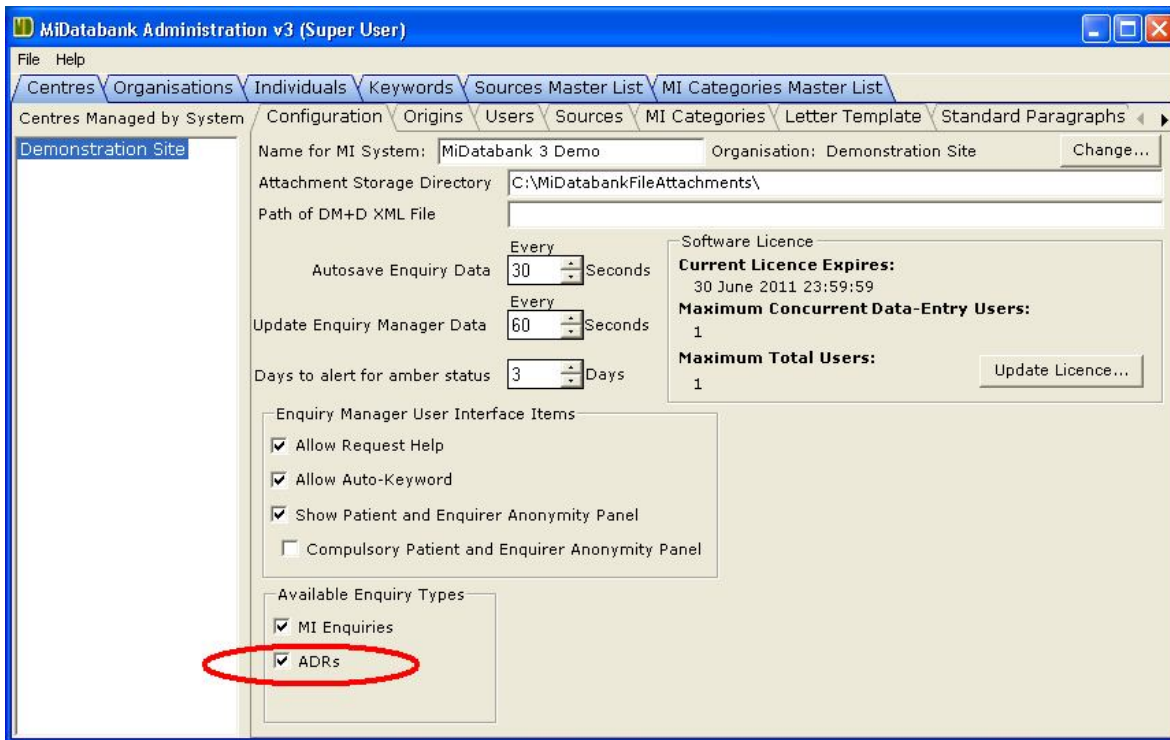 MiDatabank Administration v3 (Super User)
File Help
Centres Organisations Individuals Keywords Sources Master List MI Categories Master List
Centres Managed by System
Configuration Origins Users Sources MI Categories Letter Template Standard Paragraphs
Demonstration Site
Name for MI System: MiDatabank 3 Demo Organisation: Demonstration Site Change...
Attachment Storage Directory C:\MiDatabankFileAttachments\
Path of DM+D XML File
Every
Autosave Enquiry Data 30 Seconds
Every
Update Enquiry Manager Data 60 Seconds
Days to alert for amber status 3 Days
Software Licence
Current Licence Expires:
30 June 2011 23:59:59
Maximum Concurrent Data-Entry Users:
1
Maximum Total Users:
1
Update Licence...
Enquiry Manager User Interface Items
Allow Request Help
Allow Auto-Keyword
Show Patient and Enquirer Anonymity Panel
Compulsory Patient and Enquirer Anonymity Panel
Available Enquiry Types
MI Enquiries
ADRs